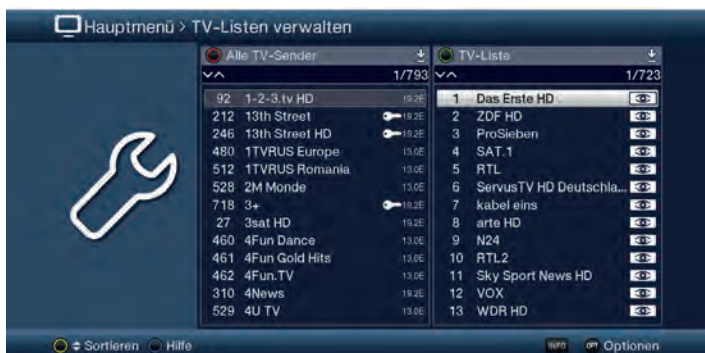 Hauptmenü > TV-Listen verwalten
Alle TV-Sender
1/793
92 1-2-3.tv HD 19.2E
212 13th Street 19.2E
246 13th Street HD 19.2E
480 1TVRUS Europe 13.0E
512 1TVRUS Romania 13.0E
528 2M Monde 13.0E
718 3+ 19.2E
27 3sat HD 19.2E
460 4Fun Dance 13.0E
461 4Fun Gold Hits 13.0E
462 4Fun.TV 13.0E
310 4News 19.2E
529 4U TV 13.0E
TV-Liste
1/723
1 Das Erste HD
2 ZDF HD
3 ProSieben
4 SAT.1
5 RTL
6 ServusTV HD Deutschla...
7 kabel eins
8 arte HD
9 N24
10 RTL2
11 Sky Sport News HD
12 VOX
13 WDR HD
Sortieren Hilfe INFO OPT Optionen